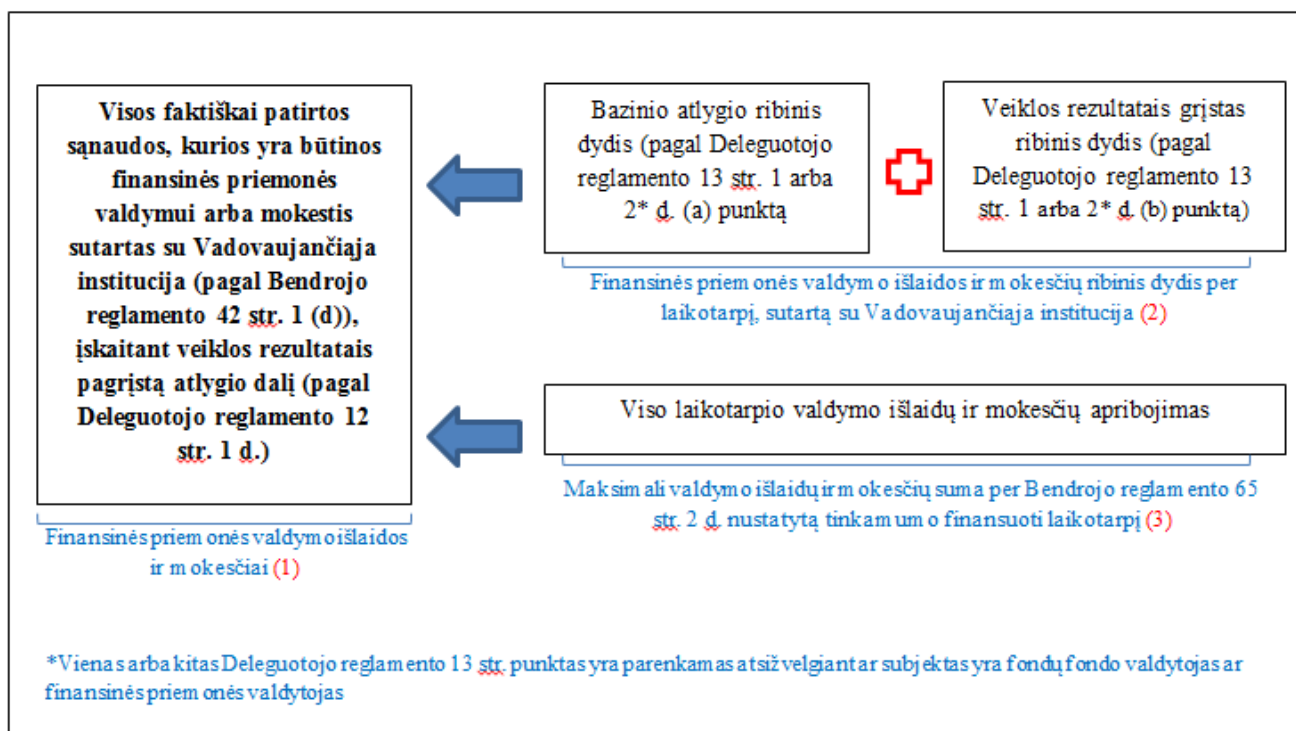 Visos faktiškai patirtos
sąnaudos, kurios yra būtinos
finansinės priemonės
valdymui arba mokestis
sutartas su Vadovaujančiąja
institucija (pagal Bendrojo
reglamento 42 str. 1 (d)),
įskaitant veiklos rezultatais
pagrįstą atlygio dalį (pagal
Deleguotojo reglamento 12
str. 1 d.)
Finansinės priemonės valdymo išlaidos
ir mokesčiai (1)
Bazinio atlygio ribinis
dydis (pagal Deleguotojo
reglamento 13 str. 1 arba
2* d. (a) punktą
Veiklos rezultatais grįstas
ribinis dydis (pagal
Deleguotojo reglamento 13
str. 1 arba 2* d. (b) punktą)
Finansinės priemonės valdymo išlaidos ir mokesčių ribinis dydis per
laikotarpį, sutartą su Vadovaujančiąja institucija (2)
Viso laikotarpio valdymo išlaidų ir mokesčių apribojimas
Maksimali valdymo išlaidų ir mokesčių suma per Bendrojo reglamento 65
str. 2 d. nustatytą tinkamumo finansuoti laikotarpį (3)
*Vienas arba kitas Deleguotojo reglamento 13 str. punktas yra parenkamas atsižvelgiant ar subjektas yra fondų fondo valdytojas ar
finansinės priemonės valdytojas